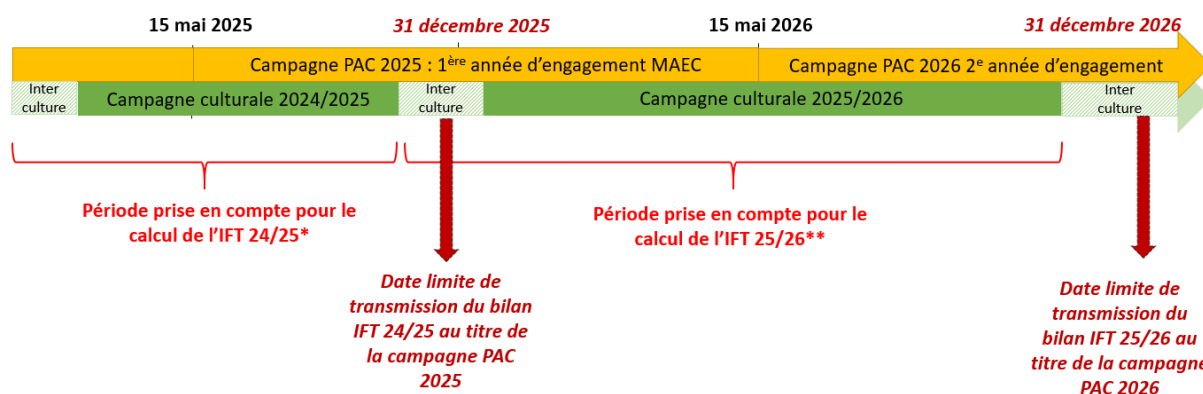 15 mai 2025
31 décembre 2025
15 mai 2026
31 décembre 2026
Campagne PAC 2025 : 1ère année d'engagement MAEC
Campagne PAC 2026 2e année d'engagement
Inter
culture
Campagne culturale 2024/2025
Inter
culture
Campagne culturale 2025/2026
Inter
culture
Période prise en compte pour le
calcul de l'IFT 24/25*
Période prise en compte pour le
calcul de l'IFT 25/26**
Date limite de
transmission du bilan
IFT 24/25 au titre de
la campagne PAC
2025
Date limite de
transmission du
bilan IFT 25/26 au
titre de la campagne
PAC 2026